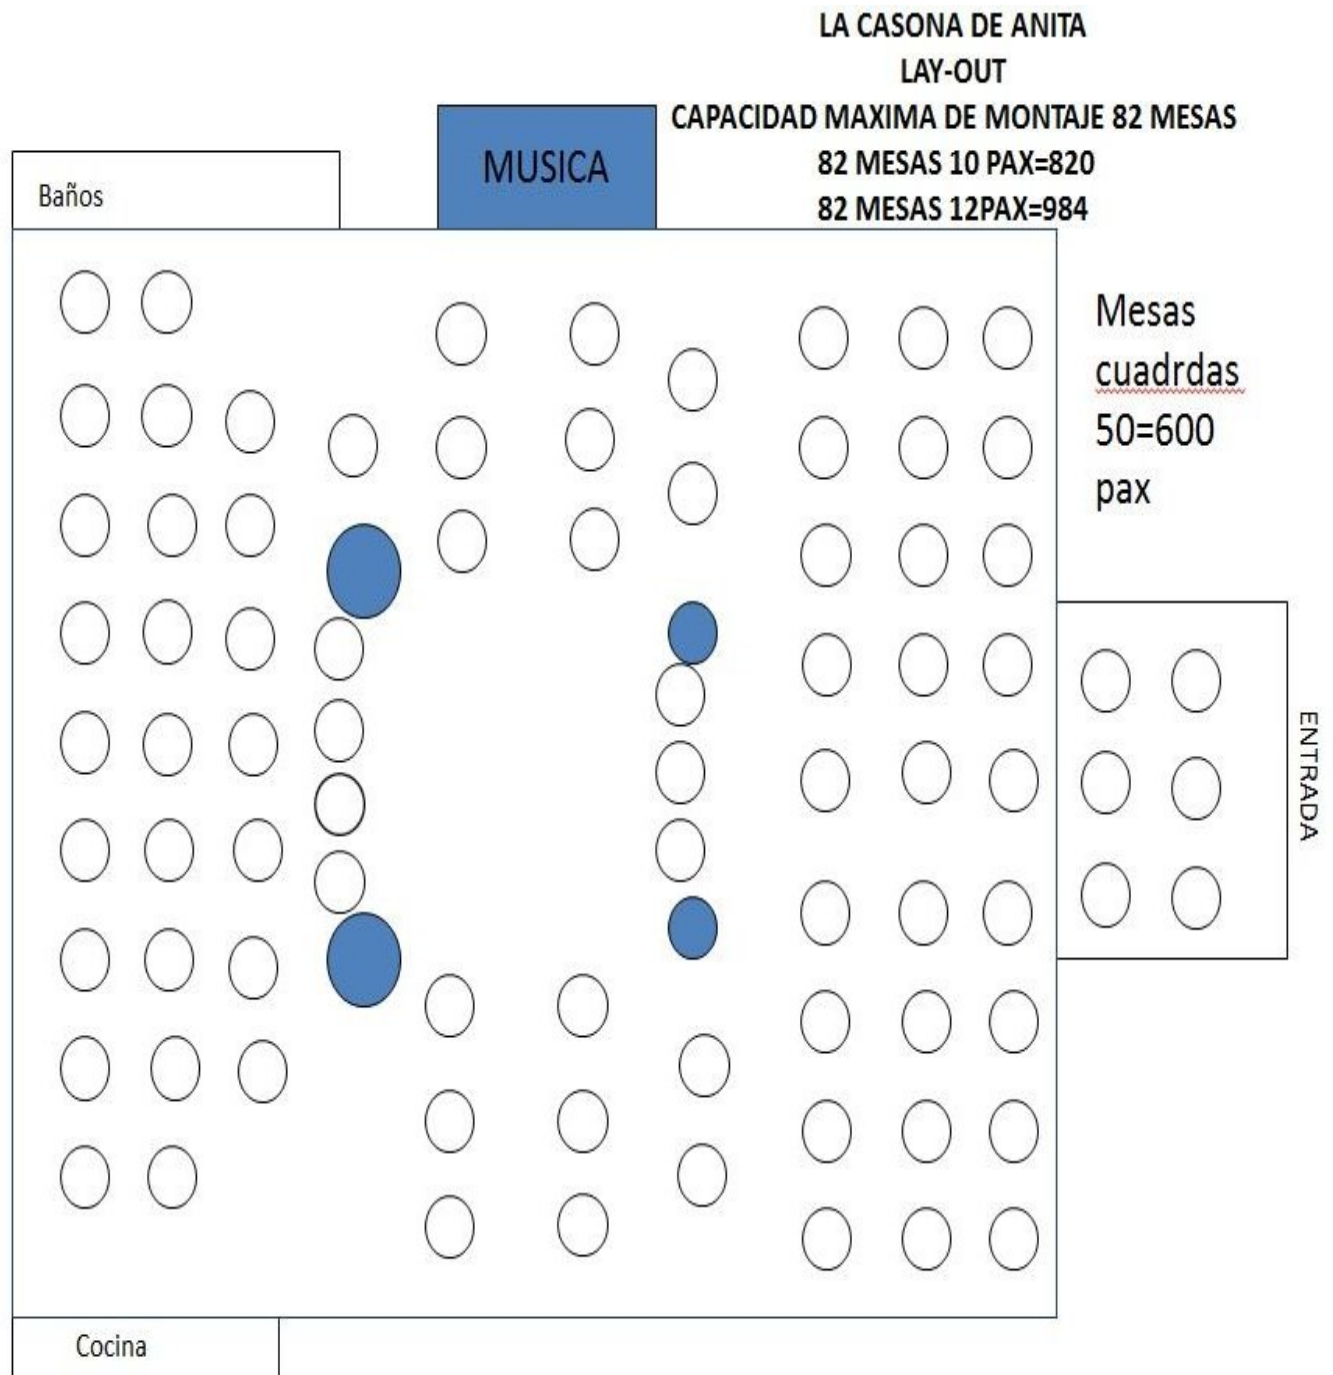 LA CASONA DE ANITA
LAY-OUT
CAPACIDAD MAXIMA DE MONTAJE 82 MESAS
82 MESAS 10 PAX=820
82 MESAS 12PAX=984
MUSICA
Baños
Mesas
cuadrdas
50=600
pax
ENTRADA
Cocina